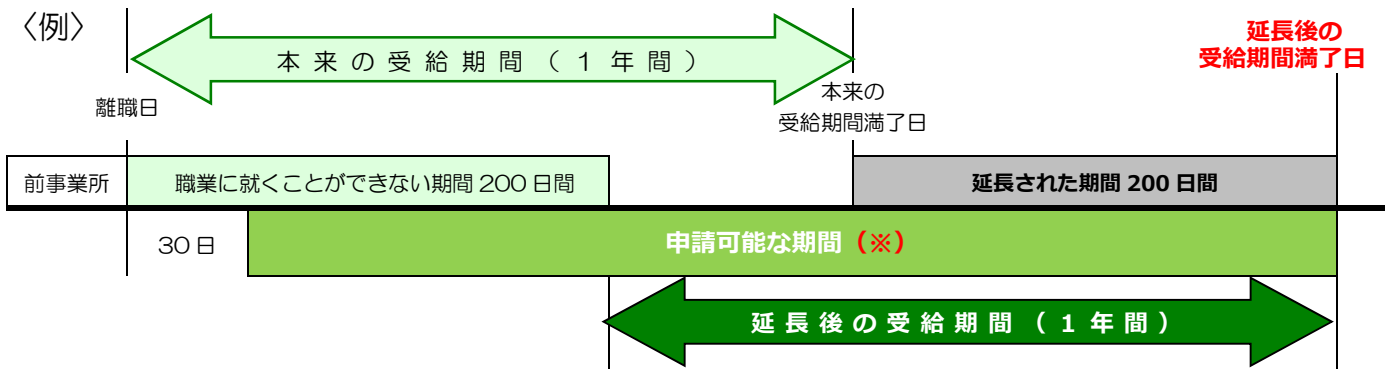 〈例〉
本来の受給期間（１年間）
延長後の
受給期間満了日
離職日
本来の
受給期間満了日
前事業所
職業に就くことができない期間 200 日間
延長された期間 200 日間
30 日
申請可能な期間（※）
延長後の受給期間（１年間）